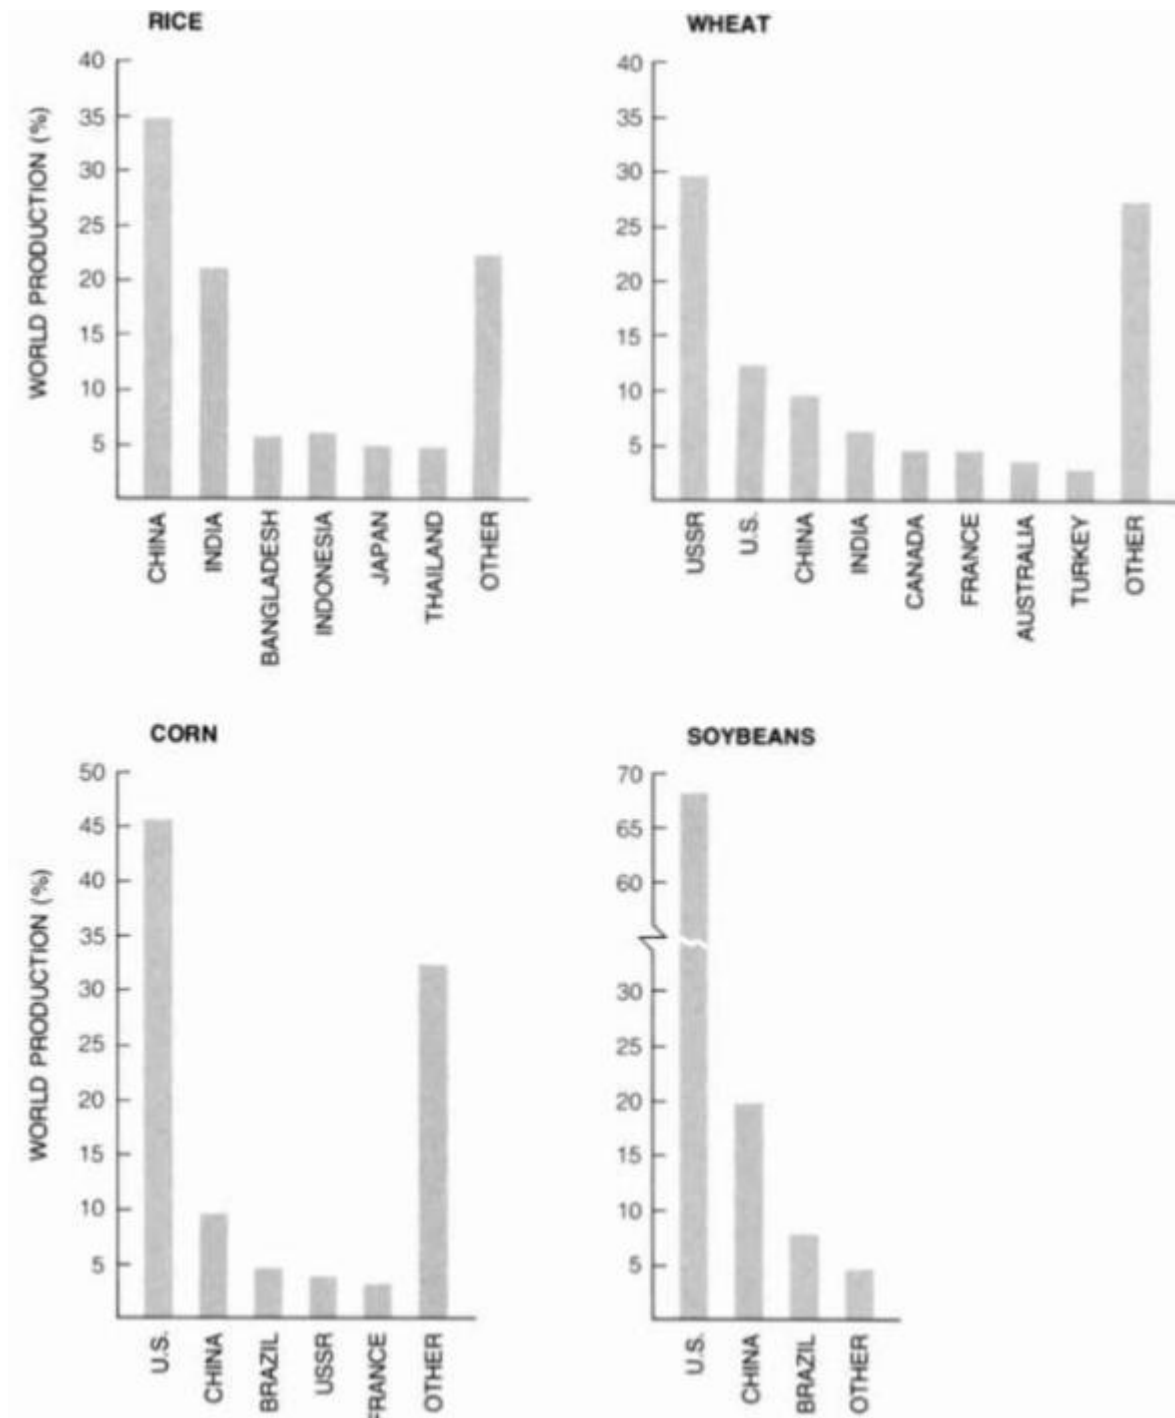 RICE
WORLD PRODUCTION (%)
40
35
30
25
20
15
10
5
CHINA
INDIA
BANGLADESH
INDONESIA
JAPAN
THAILAND
OTHER
WHEAT
40
35
30
25
20
15
10
5
USSR
U.S.
CHINA
INDIA
CANADA
FRANCE
AUSTRALIA
TURKEY
OTHER
CORN
WORLD PRODUCTION (%)
50
45
40
35
30
25
20
15
10
5
U.S.
CHINA
BRAZIL
USSR
FRANCE
OTHER
SOYBEANS
70
65
60
30
25
20
15
10
5
U.S.
CHINA
BRAZIL
OTHER